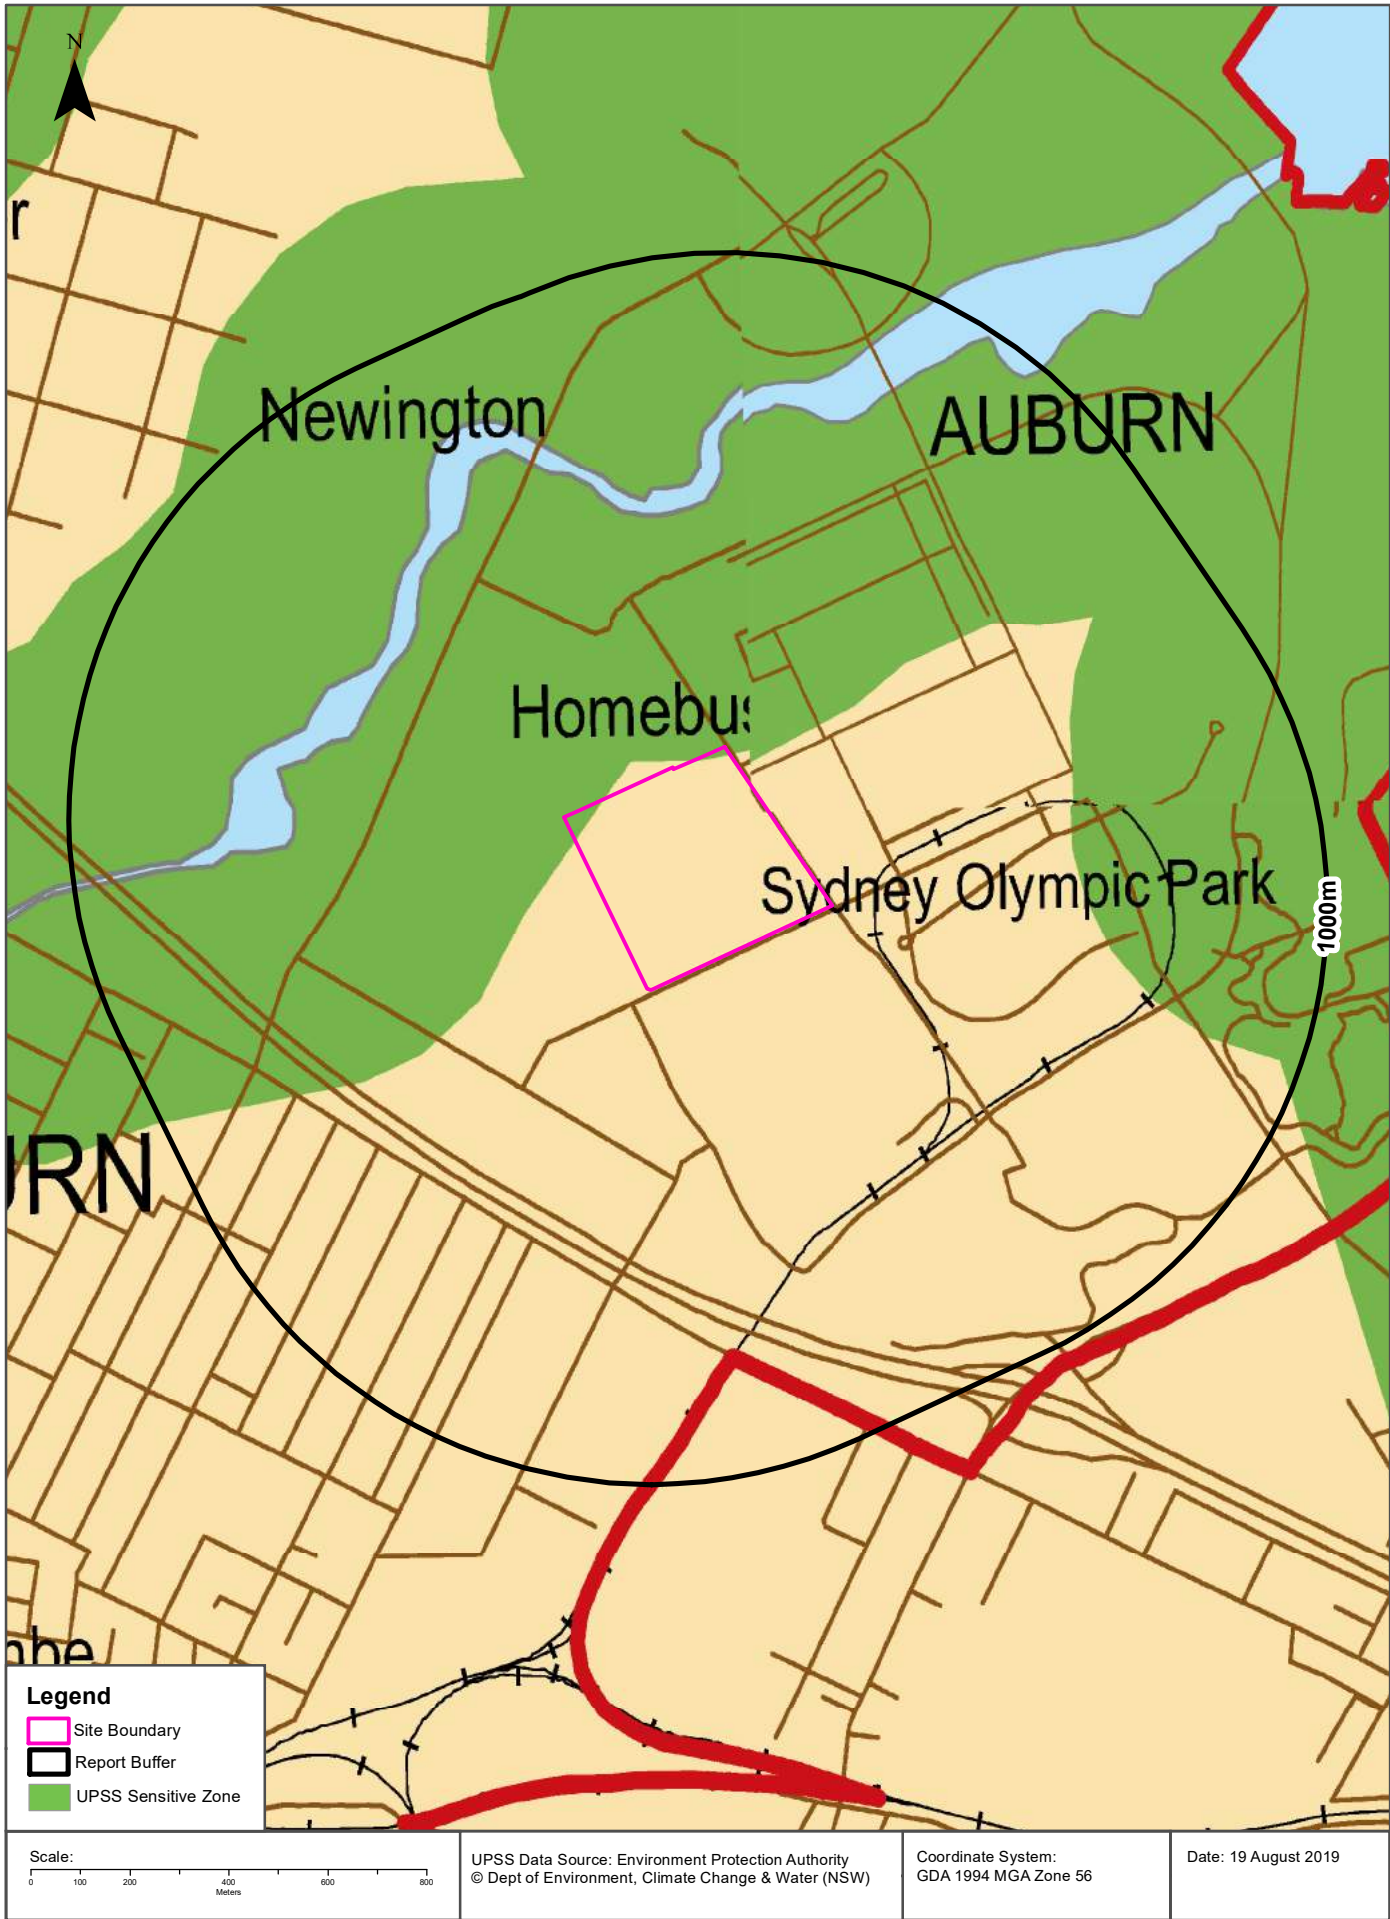 N
r
Newington
AUBURN
Homebus
Sydney Olympic Park
1000m
URN
mbe
Legend
Site Boundary
Report Buffer
UPSS Sensitive Zone
Scale:
0 100 200 400 600 800
Meters
UPSS Data Source: Environment Protection Authority
© Dept of Environment, Climate Change & Water (NSW)
Coordinate System:
GDA 1994 MGA Zone 56
Date: 19 August 2019